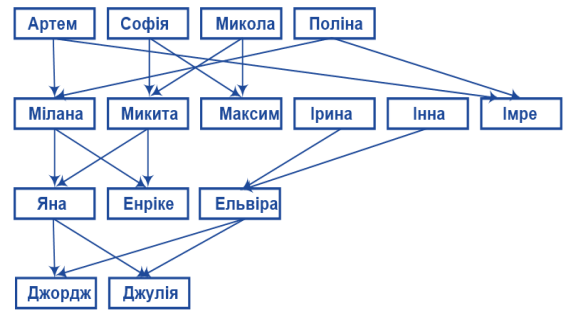 Артем Софія Микола Поліна
Мілана Микита Максим Ірина Інна Імре
Яна Енріке Ельвіра
Джордж Джулія